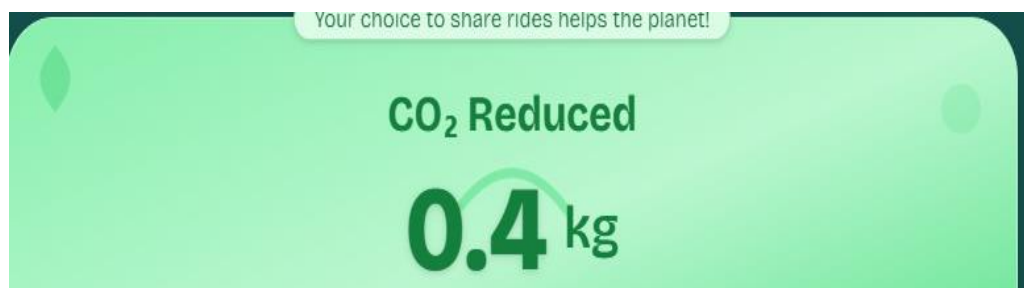 Your choice to share rides helps the planet!
CO₂ Reduced
0.4 kg